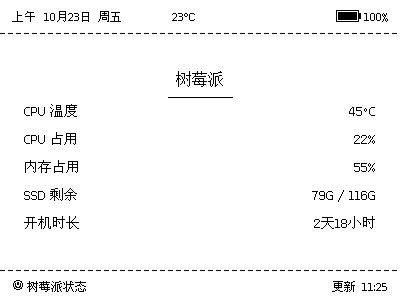 上午 10月23日 周五 23°C 100%
树莓派
CPU 温度 45°C
CPU 占用 22%
内存占用 55%
SSD 剩余 79G / 116G
开机时长 2天18小时
树莓派状态 更新 11:25